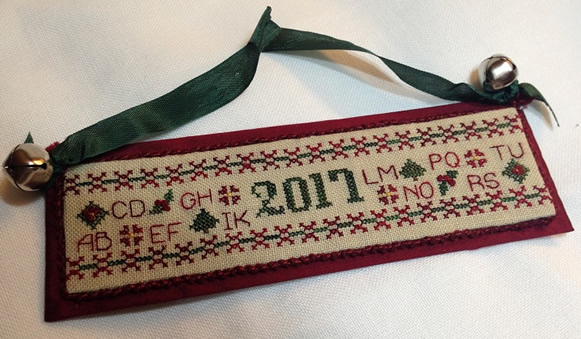 CD GH 2017 LM PQ TU
AB EF IK NO RS